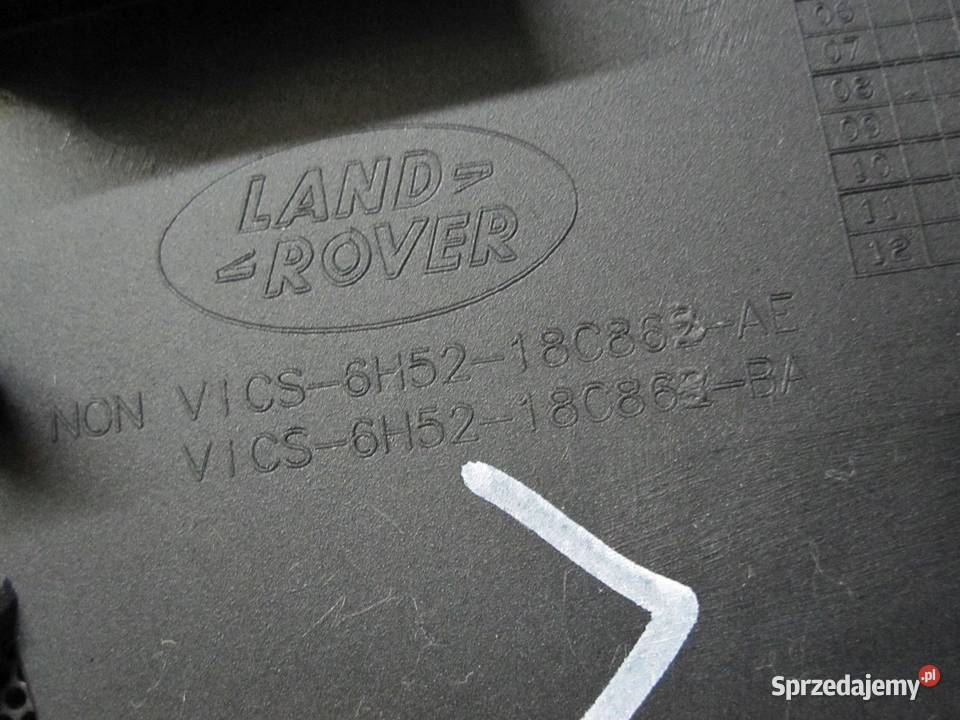 LAND
ROVER
NON VICS-6H52-18C863-AE
VICS-6H52-18C863-BA
06
07
08
09
10
11
12
Sprzedajemy.pl